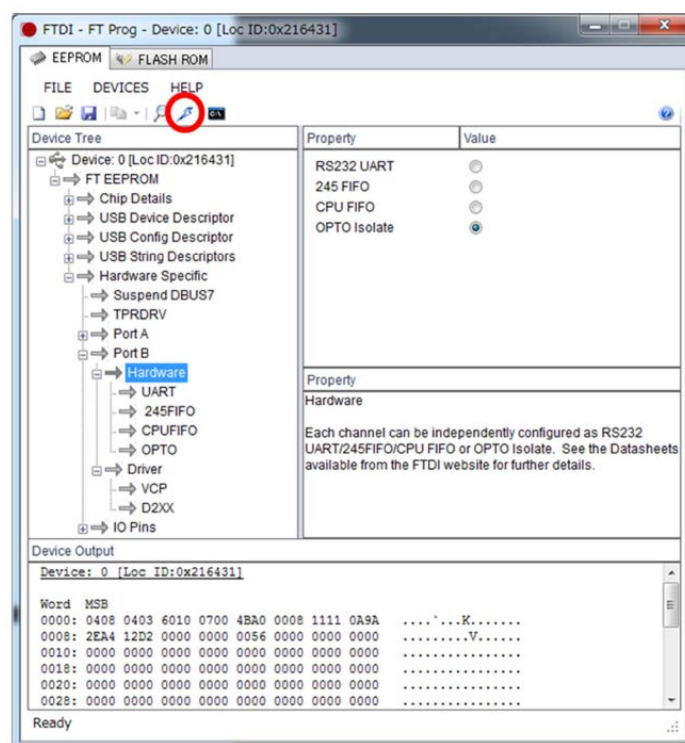 FTDI - FT Prog - Device: 0 [Loc ID:0x216431]
EEPROM
FLASH ROM
FILE DEVICES HELP
Device Tree
Device: 0 [Loc ID:0x216431]
FT EEPROM
Chip Details
USB Device Descriptor
USB Config Descriptor
USB String Descriptors
Hardware Specific
Suspend DBUS7
TPRDRV
Port A
Port B
Hardware
UART
245FIFO
CPUFIFO
OPTO
Driver
VCP
D2XX
IO Pins
Property Value
RS232 UART
245 FIFO
CPU FIFO
OPTO Isolate
Property
Hardware
Each channel can be independently configured as RS232
UART/245FIFO/CPU FIFO or OPTO Isolate. See the Datasheets
available from the FTDI website for further details.
Device Output
Device: 0 [Loc ID:0x216431]
Word MSB
0000: 0408 0403 6010 0700 4BA0 0008 1111 0A9A ....`...K.......
0008: 2EA4 12D2 0000 0000 0056 0000 0000 0000 .........V......
0010: 0000 0000 0000 0000 0000 0000 0000 0000 ................
0018: 0000 0000 0000 0000 0000 0000 0000 0000 ................
0020: 0000 0000 0000 0000 0000 0000 0000 0000 ................
0028: 0000 0000 0000 0000 0000 0000 0000 0000 ................
Ready